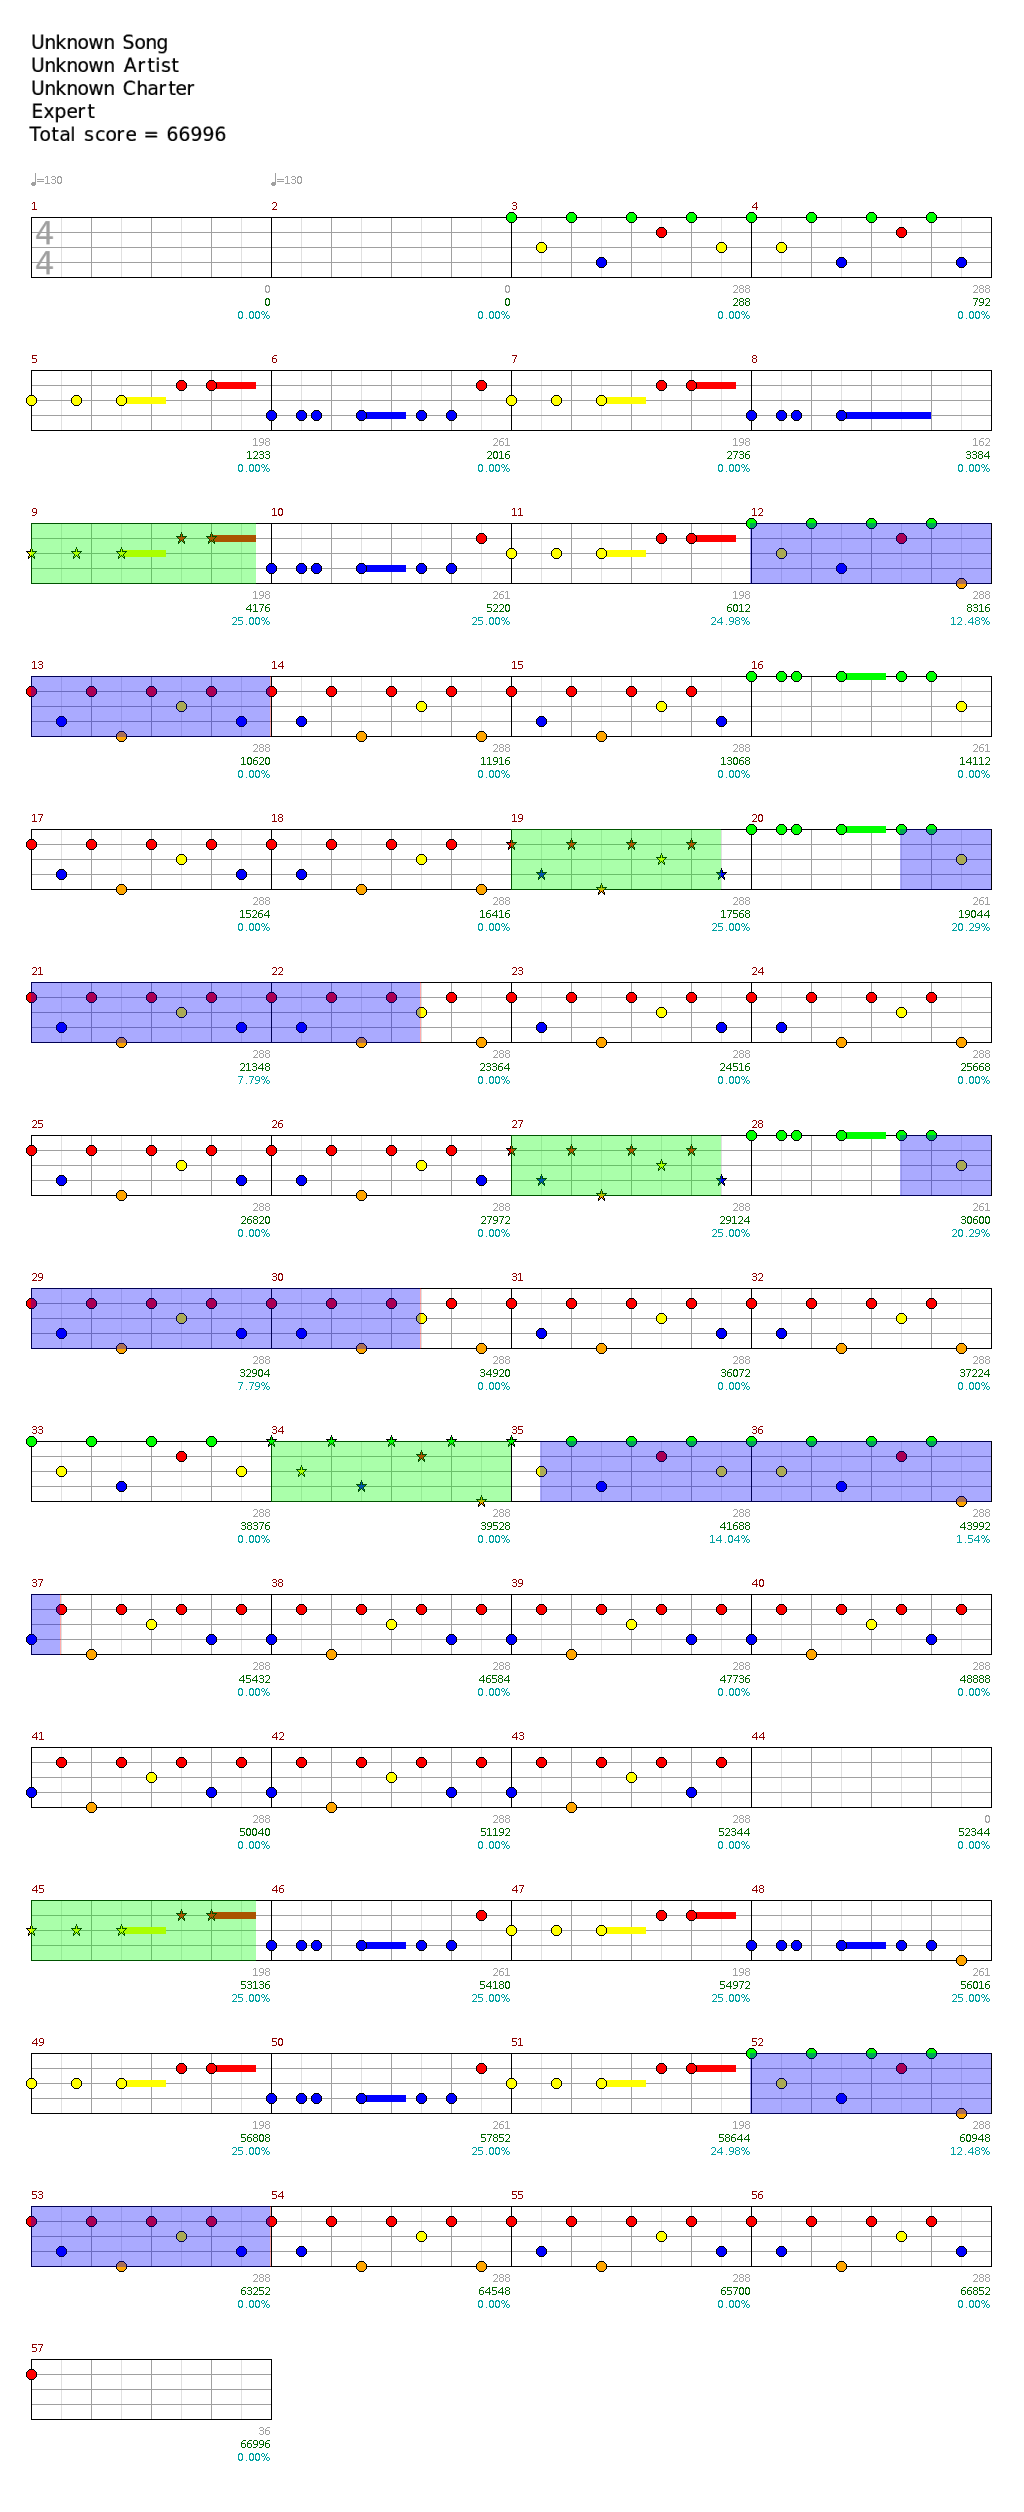 Unknown Song
Unknown Artist
Unknown Charter
Expert
Total score = 66996
♩=130 ♩=130
1 2 3 4
4
4
0 0 288 288
0 0 288 792
0.00% 0.00% 0.00% 0.00%
5 6 7 8
198 261 198 162
1233 2016 2736 3384
0.00% 0.00% 0.00% 0.00%
9 10 11 12
198 261 198 288
4176 5220 6012 8316
25.00% 25.00% 24.98% 12.48%
13 14 15 16
288 288 288 261
10620 11916 13068 14112
0.00% 0.00% 0.00% 0.00%
17 18 19 20
288 288 288 261
15264 16416 17568 19044
0.00% 0.00% 25.00% 20.29%
21 22 23 24
288 288 288 288
21348 23364 24516 25668
7.79% 0.00% 0.00% 0.00%
25 26 27 28
288 288 288 261
26820 27972 29124 30600
0.00% 0.00% 25.00% 20.29%
29 30 31 32
288 288 288 288
32904 34920 36072 37224
7.79% 0.00% 0.00% 0.00%
33 34 35 36
288 288 288 288
38376 39528 41688 43992
0.00% 0.00% 14.04% 1.54%
37 38 39 40
288 288 288 288
45432 46584 47736 48888
0.00% 0.00% 0.00% 0.00%
41 42 43 44
288 288 288 0
50040 51192 52344 52344
0.00% 0.00% 0.00% 0.00%
45 46 47 48
198 261 198 261
53136 54180 54972 56016
25.00% 25.00% 25.00% 25.00%
49 50 51 52
198 261 198 288
56808 57852 58644 60948
25.00% 25.00% 24.98% 12.48%
53 54 55 56
288 288 288 288
63252 64548 65700 66852
0.00% 0.00% 0.00% 0.00%
57
36
66996
0.00%